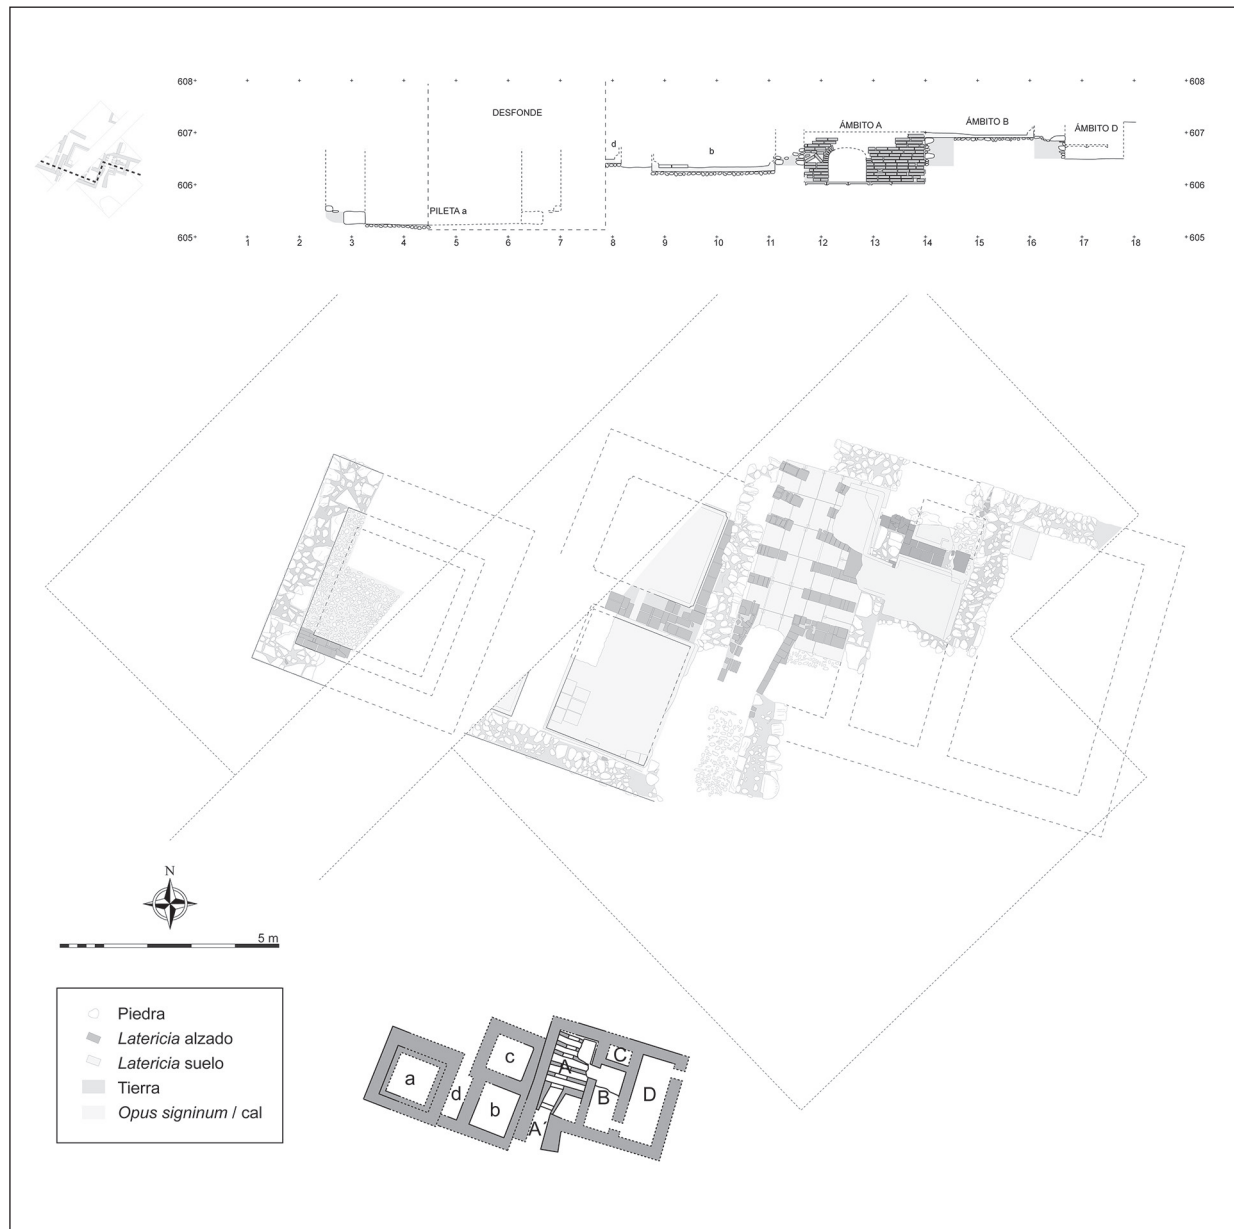 608 608
DESFONDE
607 ÁMBITO A ÁMBITO B ÁMBITO D 607
d b
606 606
PILETA a
605 605
1 2 3 4 5 6 7 8 9 10 11 12 13 14 15 16 17 18
N
5 m
Piedra
Latericia alzado
Latericia suelo
Tierra
Opus signinum / cal
a d c b A C B D
A'